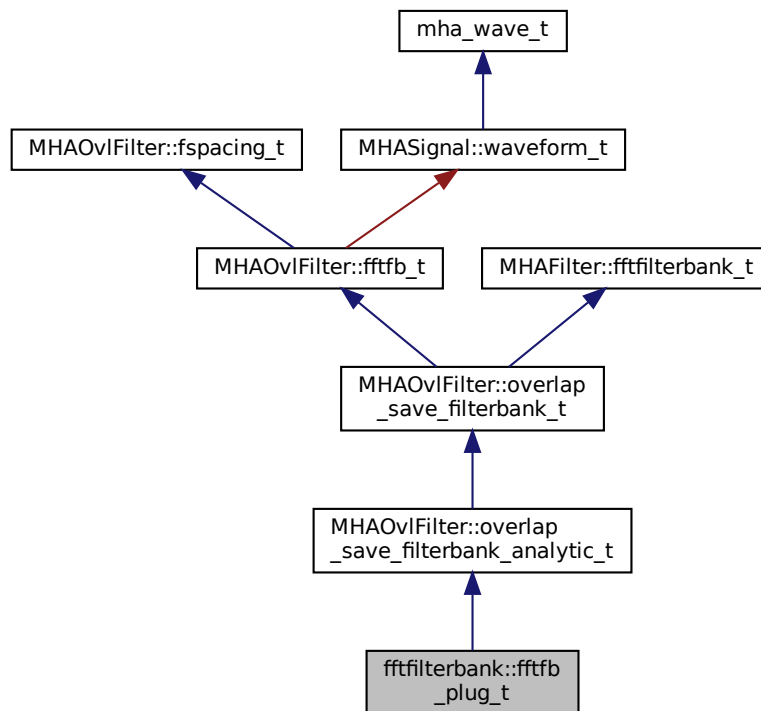 mha_wave_t
MHAOvlFilter::fspacing_t
MHASignal::waveform_t
MHAOvlFilter::fftfb_t
MHAFilter::fftfilterbank_t
MHAOvlFilter::overlap
_save_filterbank_t
MHAOvlFilter::overlap
_save_filterbank_analytic_t
fftfilterbank::fftfb
_plug_t